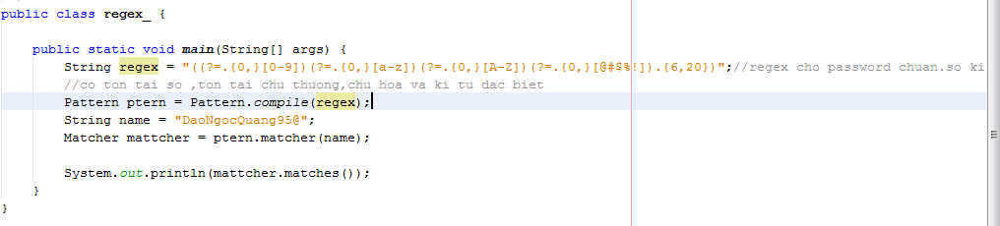 public class regex_ {
public static void main(String[] args) {
String regex = "((?=.{0,}[0-9])(?=.{0,}[a-z])(?=.{0,}[A-Z])(?=.{0,}[@#$%!]).{6,20})";//regex cho password chuan.so ki
//co ton tai so ,ton tai chu thuong,chu hoa va ki tu dac biet
Pattern ptern = Pattern.compile(regex);
String name = "DaoNgocQuang95@";
Matcher mattcher = ptern.matcher(name);
System.out.println(mattcher.matches());
}
}